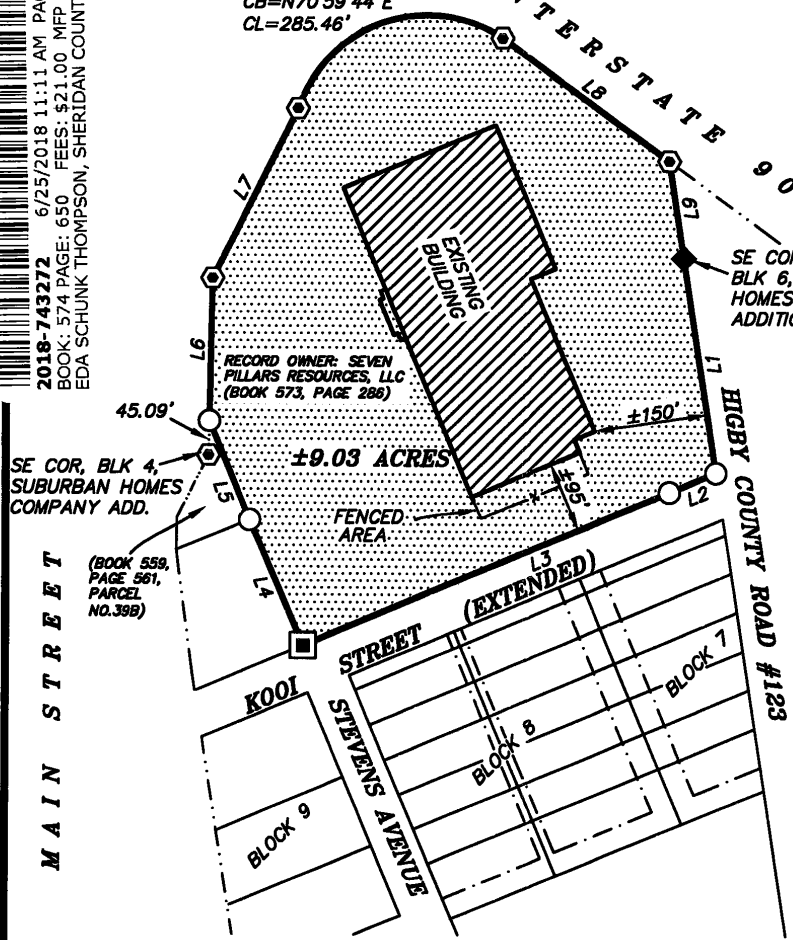 2018-743272 6/25/2018 11:11 AM PA
BOOK: 574 PAGE: 650 FEES: $21.00 MFP
EDA SCHUNK THOMPSON, SHERIDAN COUNT
CB=N70°59'44"E
CL=285.46'
TERSTATE 90
L8
L7
L9
SE COR
BLK 6,
HOMES
ADDITIO
EXISTING
BUILDING
L6
L1
RECORD OWNER: SEVEN
PILLARS RESOURCES, LLC
(BOOK 573, PAGE 286)
45.09'
±150'
HIGBY COUNTY ROAD #123
±9.03 ACRES
SE COR, BLK 4,
SUBURBAN HOMES
COMPANY ADD.
L5
±95'
L2
FENCED
AREA
x
L3
(BOOK 559,
PAGE 561,
PARCEL
NO.39B)
L4
KOOI STREET (EXTENDED)
MAIN STREET
STEVENS AVENUE
BLOCK 7
BLOCK 8
BLOCK 9